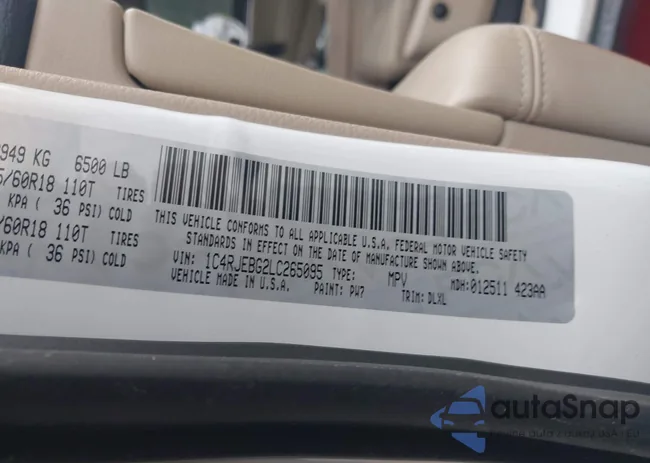 949 KG 6500 LB
/60R18 110T TIRES
KPA ( 36 PSI) COLD
/60R18 110T TIRES
KPA ( 36 PSI) COLD
THIS VEHICLE CONFORMS TO ALL APPLICABLE U.S.A. FEDERAL MOTOR VEHICLE SAFETY
STANDARDS IN EFFECT ON THE DATE OF MANUFACTURE SHOWN ABOVE.
VIN: 1C4RJEBG2LC265095 TYPE: MPV MDH: 012511 423AA
VEHICLE MADE IN U.S.A. PAINT: PW7 TRIM: DLXL
autaSnap